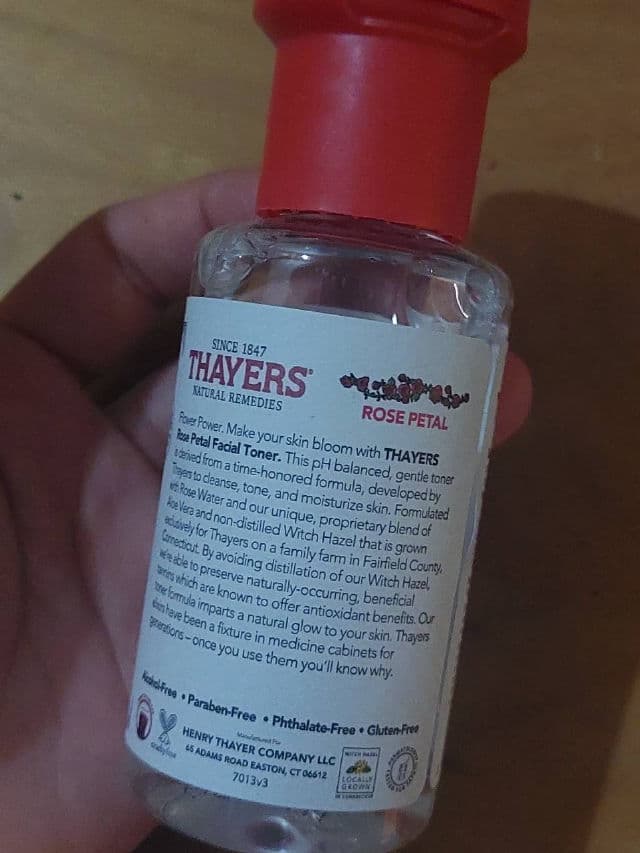 SINCE 1847
THAYERS®
NATURAL REMEDIES
ROSE PETAL
Flower Power. Make your skin bloom with THAYERS
Rose Petal Facial Toner. This pH balanced, gentle toner
is derived from a time-honored formula, developed by
Thayers to cleanse, tone, and moisturize skin. Formulated
with Rose Water and our unique, proprietary blend of
Aloe Vera and non-distilled Witch Hazel that is grown
exclusively for Thayers on a family farm in Fairfield County,
Connecticut. By avoiding distillation of our Witch Hazel,
we're able to preserve naturally-occurring, beneficial
tannins which are known to offer antioxidant benefits. Our
toner formula imparts a natural glow to your skin. Thayers
have been a fixture in medicine cabinets for
generations – once you use them you'll know why.
Alcohol-Free • Paraben-Free • Phthalate-Free • Gluten-Free
Manufactured For
HENRY THAYER COMPANY LLC
65 ADAMS ROAD EASTON, CT 06612
7013v3
cruelty free
WITCH HAZEL
LOCALLY
GROWN
IN CONNECTICUT